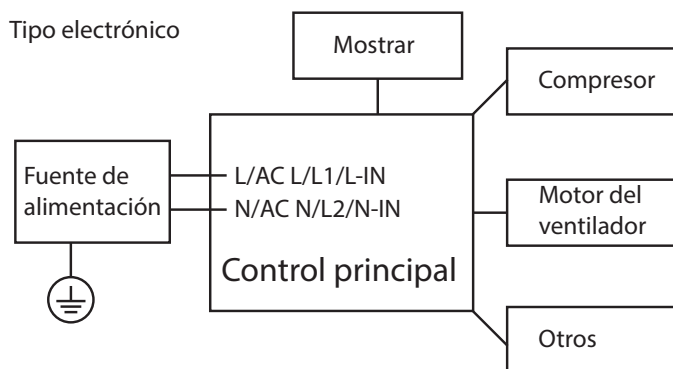 Tipo electrónico
Mostrar
Compresor
Fuente de
alimentación
L/AC L/L1/L-IN
N/AC N/L2/N-IN
Control principal
Motor del
ventilador
Otros